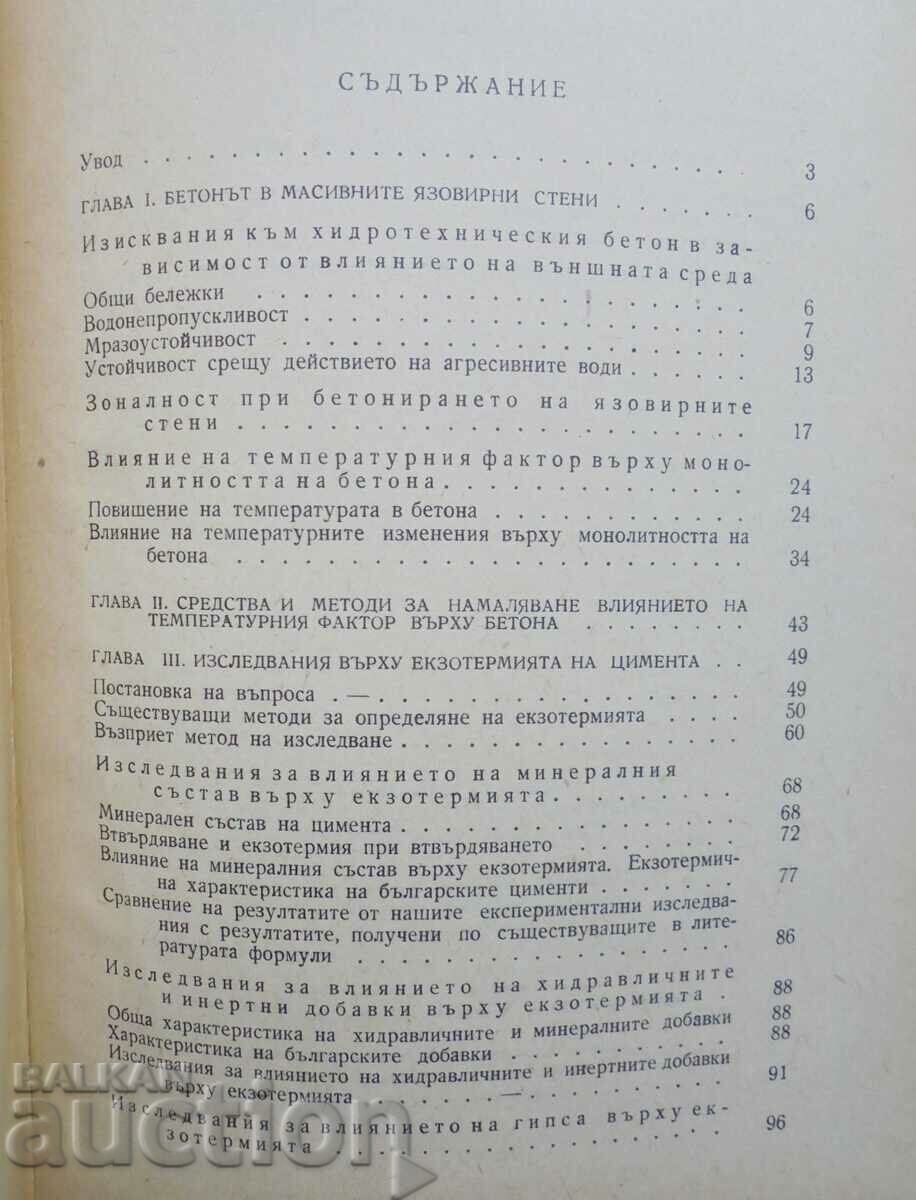 СЪДЪРЖАНИЕ
Увод . . . . . . . . . . . . . . . . . . . . 3
ГЛАВА I. БЕТОНЪТ В МАСИВНИТЕ ЯЗОВИРНИ СТЕНИ . . . . . 6
Изисквания към хидротехническия бетон в за-
висимост от влиянието на външната среда
Общи бележки . . . . . . . . . . . . . . . . 6
Водонепропускливост . . . . . . . . . . . . . . 7
Мразоустойчивост . . . . . . . . . . . . . . . 9
Устойчивост срещу действието на агресивните води . . . . . 13
Зоналност при бетонирането на язовирните
стени . . . . . . . . . . . . . . . . . . 17
Влияние на температурния фактор върху моно-
литността на бетона . . . . . . . . . . . . 24
Повишение на температурата в бетона . . . . . . . . . 24
Влияние на температурните изменения върху монолитността на
бетона . . . . . . . . . . . . . . . . . . 34
ГЛАВА II. СРЕДСТВА И МЕТОДИ ЗА НАМАЛЯВАНЕ ВЛИЯНИЕТО НА
ТЕМПЕРАТУРНИЯ ФАКТОР ВЪРХУ БЕТОНА . . . . . . . . 43
ГЛАВА III. ИЗСЛЕДВАНИЯ ВЪРХУ ЕКЗОТЕРМИЯТА НА ЦИМЕНТА . . 49
Постановка на въпроса . — . . . . . . . . . . . . 49
Съществуващи методи за определяне на екзотермията . . . . 50
Възприет метод на изследване . . . . . . . . . . . . 60
Изследвания за влиянието на минералния
състав върху екзотермията . . . . . . . . . 68
Минерален състав на цимента . . . . . . . . . . . . 68
Втвърдяване и екзотермия при втвърдяването . . . . . . . 72
Влияние на минералния състав върху екзотермията. Екзотермич-
на характеристика на българските цименти . . . . . . . 77
Сравнение на резултатите от нашите експериментални изследва-
ния с резултатите, получени по съществуващите в лите-
ратурата формули . . . . . . . . . . . . . . 86
Изследвания за влиянието на хидравличните
и инертни добавки върху екзотермията . 88
Обща характеристика на хидравличните и минералните добавки 88
Характеристика на българските добавки . . . . . . . . . 88
Изследвания за влиянието на хидравличните и инертните добавки
върху екзотермията . . . . . — . . . . . . . 91
Изследвания за влиянието на гипса върху ек-
зотермията . . . . . . . . . . . . . . . . 96
BALKAN
auction